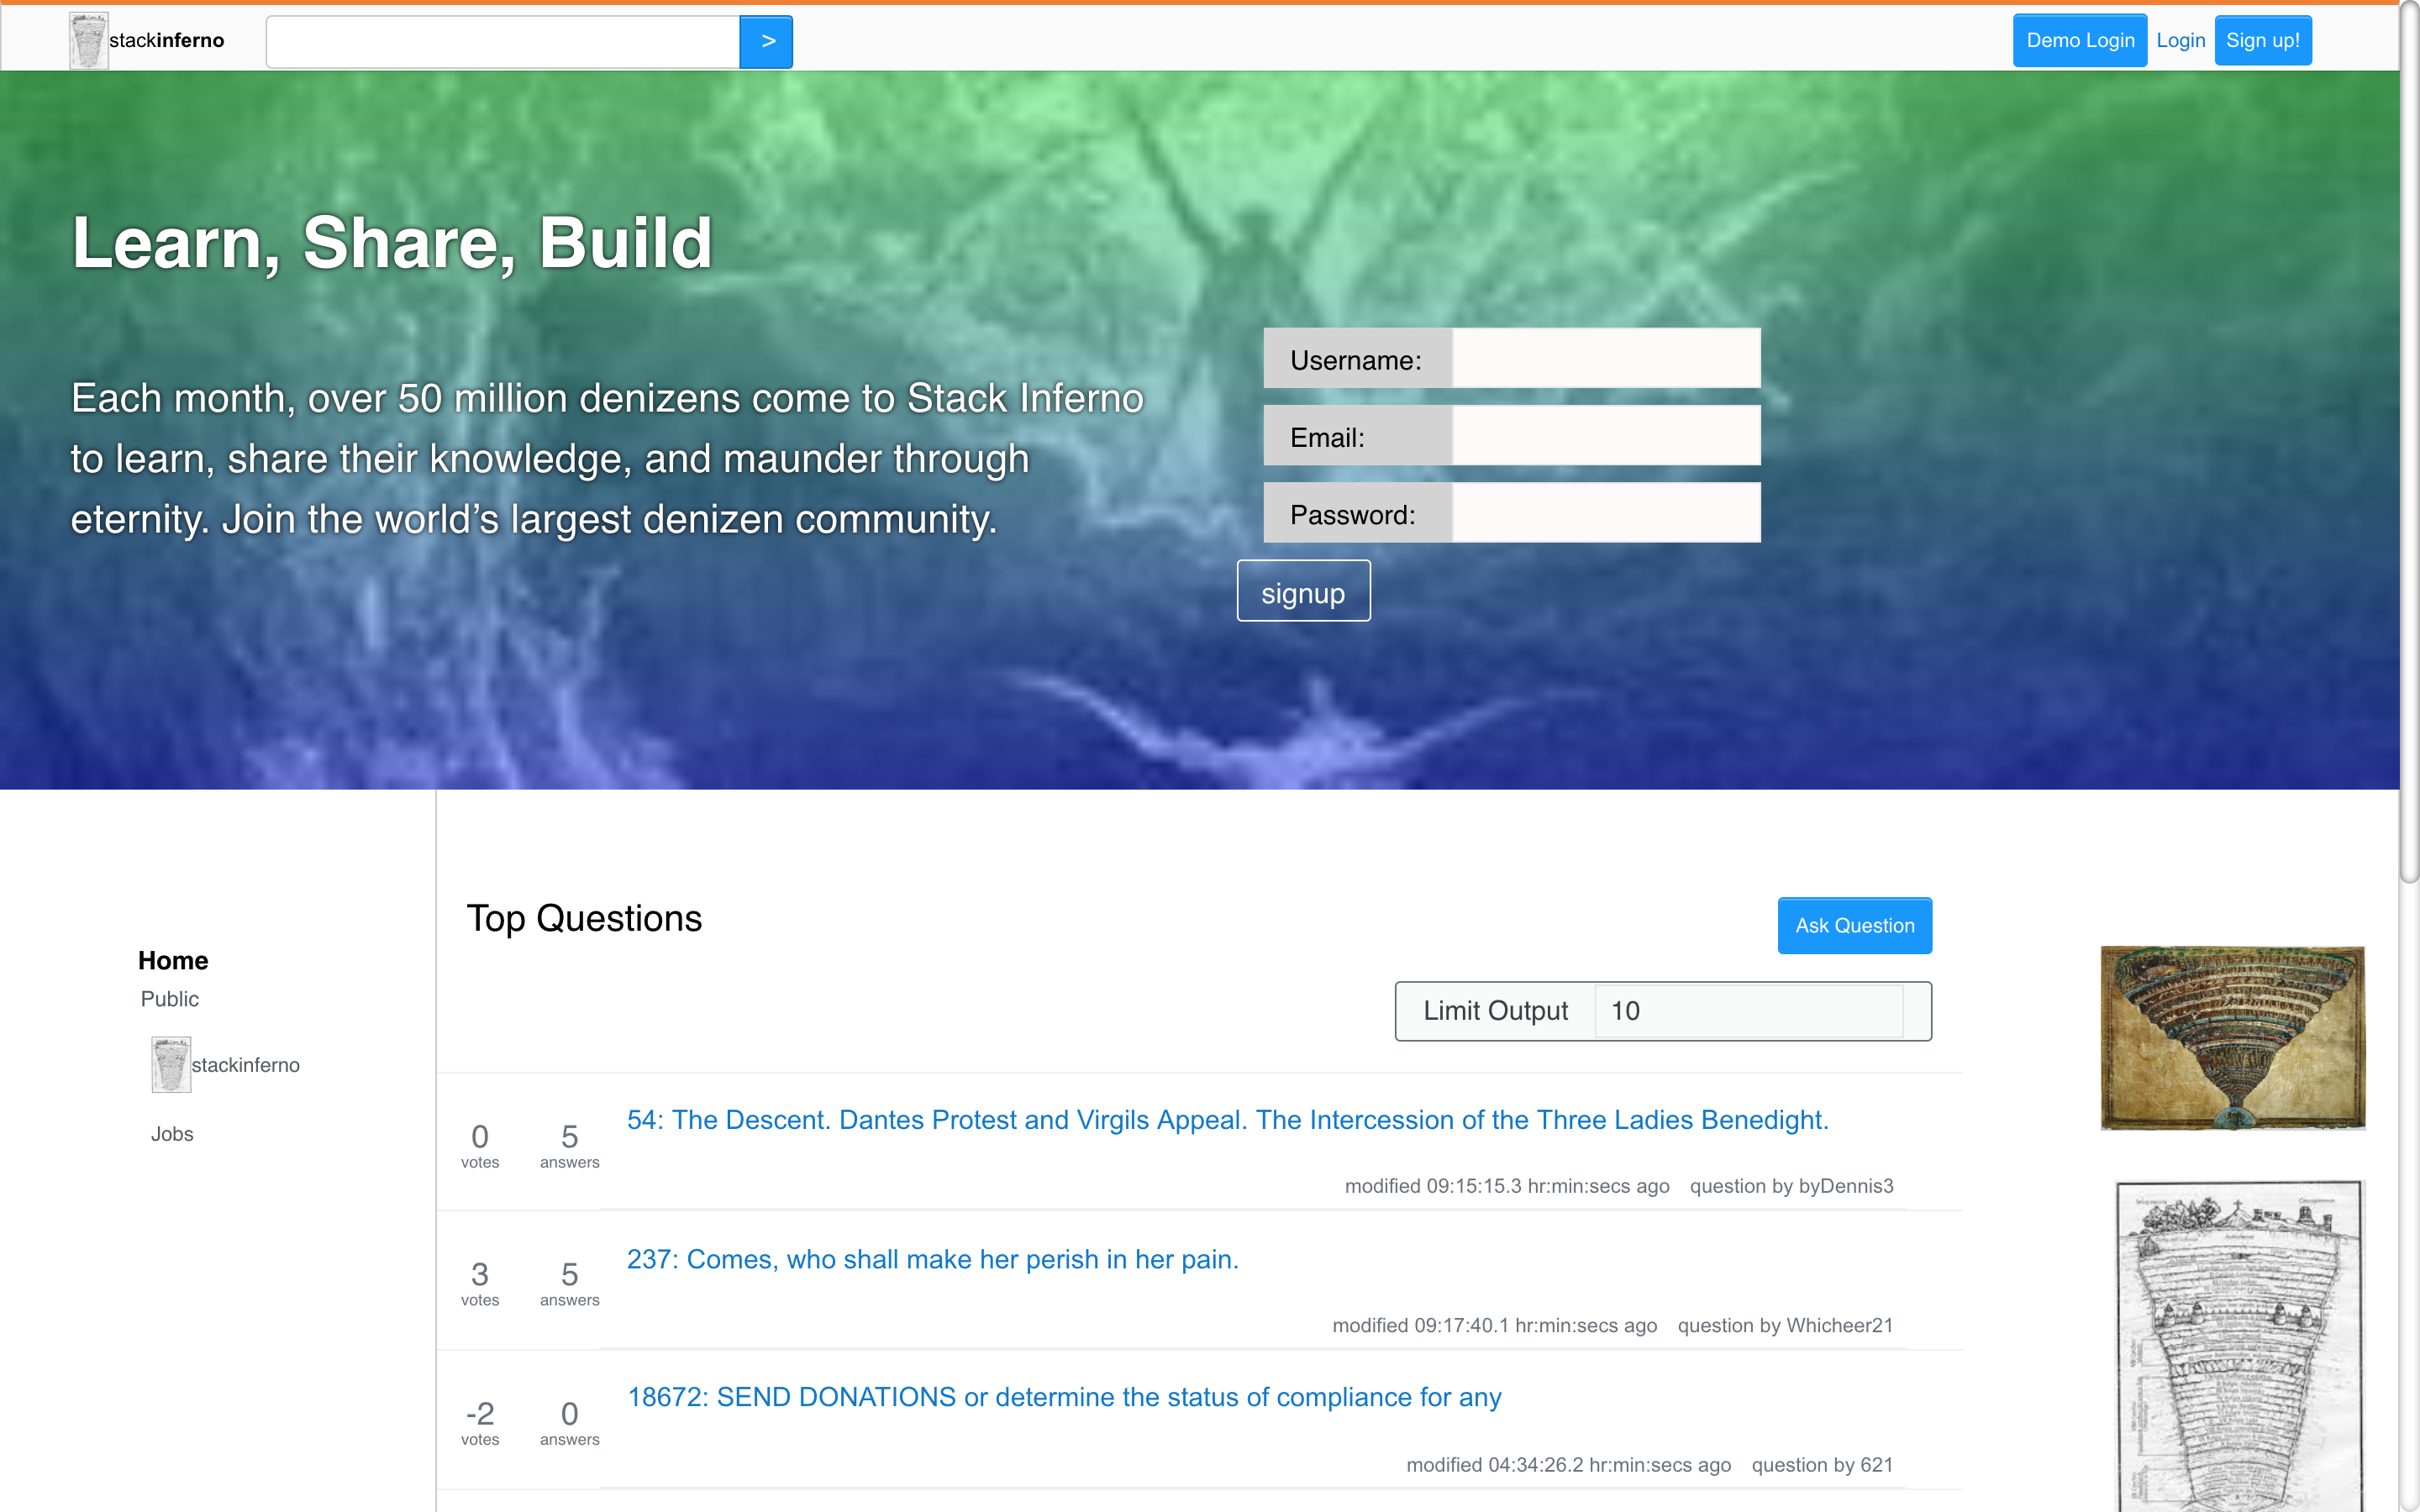 stackinferno
>
Demo Login
Login
Sign up!
Learn, Share, Build
Each month, over 50 million denizens come to Stack Inferno
to learn, share their knowledge, and maunder through
eternity. Join the world’s largest denizen community.
Username:
Email:
Password:
signup
Home
Public
stackinferno
Jobs
Top Questions
Ask Question
Limit Output 10
0 votes
5 answers
54: The Descent. Dantes Protest and Virgils Appeal. The Intercession of the Three Ladies Benedight.
modified 09:15:15.3 hr:min:secs ago question by byDennis3
3 votes
5 answers
237: Comes, who shall make her perish in her pain.
modified 09:17:40.1 hr:min:secs ago question by Whicheer21
-2 votes
0 answers
18672: SEND DONATIONS or determine the status of compliance for any
modified 04:34:26.2 hr:min:secs ago question by 621